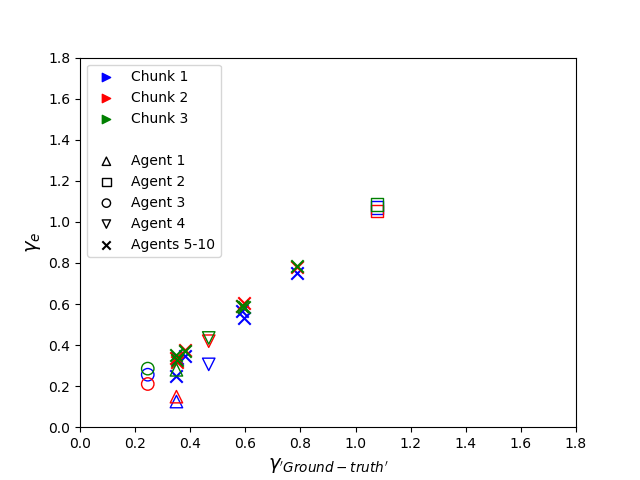 1.8
1.6
1.4
1.2
1.0
0.8
0.6
0.4
0.2
0.0
γe
Chunk 1
Chunk 2
Chunk 3
Agent 1
Agent 2
Agent 3
Agent 4
Agents 5-10
0.0 0.2 0.4 0.6 0.8 1.0 1.2 1.4 1.6 1.8
γ'Ground−truth'